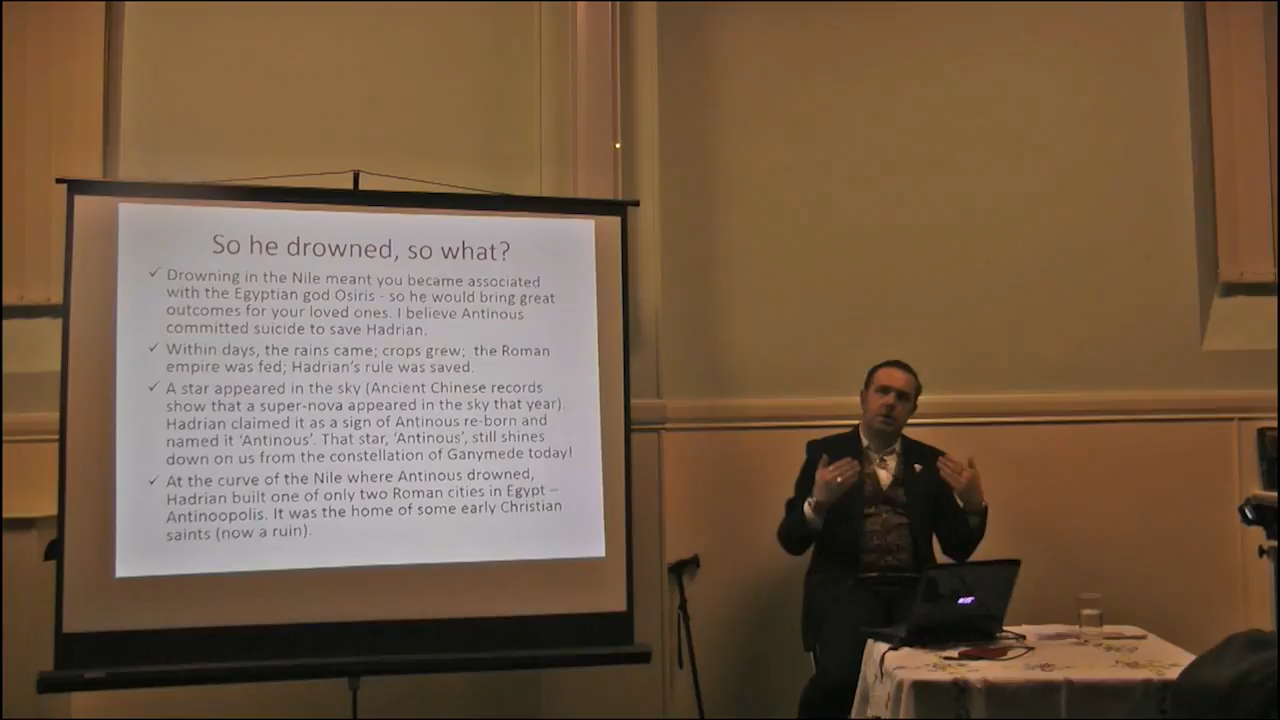 So he drowned, so what?
✓ Drowning in the Nile meant you became associated
with the Egyptian god Osiris - so he would bring great
outcomes for your loved ones. I believe Antinous
committed suicide to save Hadrian.
✓ Within days, the rains came; crops grew; the Roman
empire was fed; Hadrian's rule was saved.
✓ A star appeared in the sky (Ancient Chinese records
show that a super-nova appeared in the sky that year).
Hadrian claimed it as a sign of Antinous re-born and
named it 'Antinous'. That star, 'Antinous', still shines
down on us from the constellation of Ganymede today!
✓ At the curve of the Nile where Antinous drowned,
Hadrian built one of only two Roman cities in Egypt –
Antinoopolis. It was the home of some early Christian
saints (now a ruin).